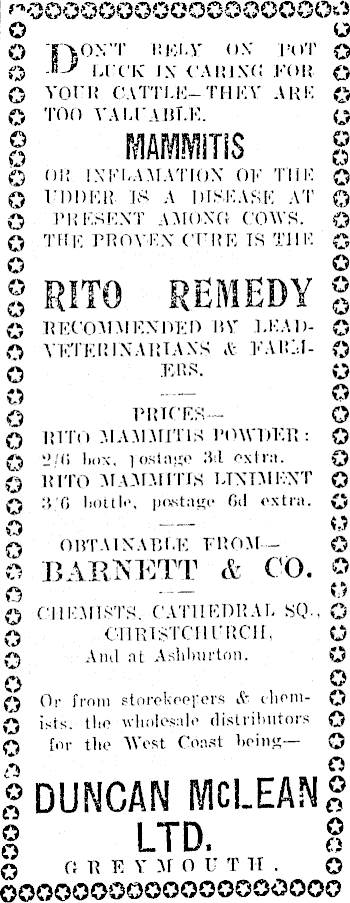 DON'T RELY ON POT
LUCK IN CARING FOR
YOUR CATTLE—THEY ARE
TOO VALUABLE.
MAMMITIS
OR INFLAMATION OF THE
UDDER IS A DISEASE AT
PRESENT AMONG COWS.
THE PROVEN CURE IS THE
RITO REMEDY
RECOMMENDED BY LEAD-
VETERINARIANS & FARM-
ERS.
PRICES—
RITO MAMMITIS POWDER:
2/6 box, postage 3d extra.
RITO MAMMITIS LINIMENT
3/6 bottle, postage 6d extra.
OBTAINABLE FROM—
BARNETT & CO.
CHEMISTS, CATHEDRAL SQ.,
CHRISTCHURCH,
And at Ashburton.
Or from storekeepers & chem-
ists, the wholesale distributors
for the West Coast being—
DUNCAN McLEAN
LTD.
GREYMOUTH.